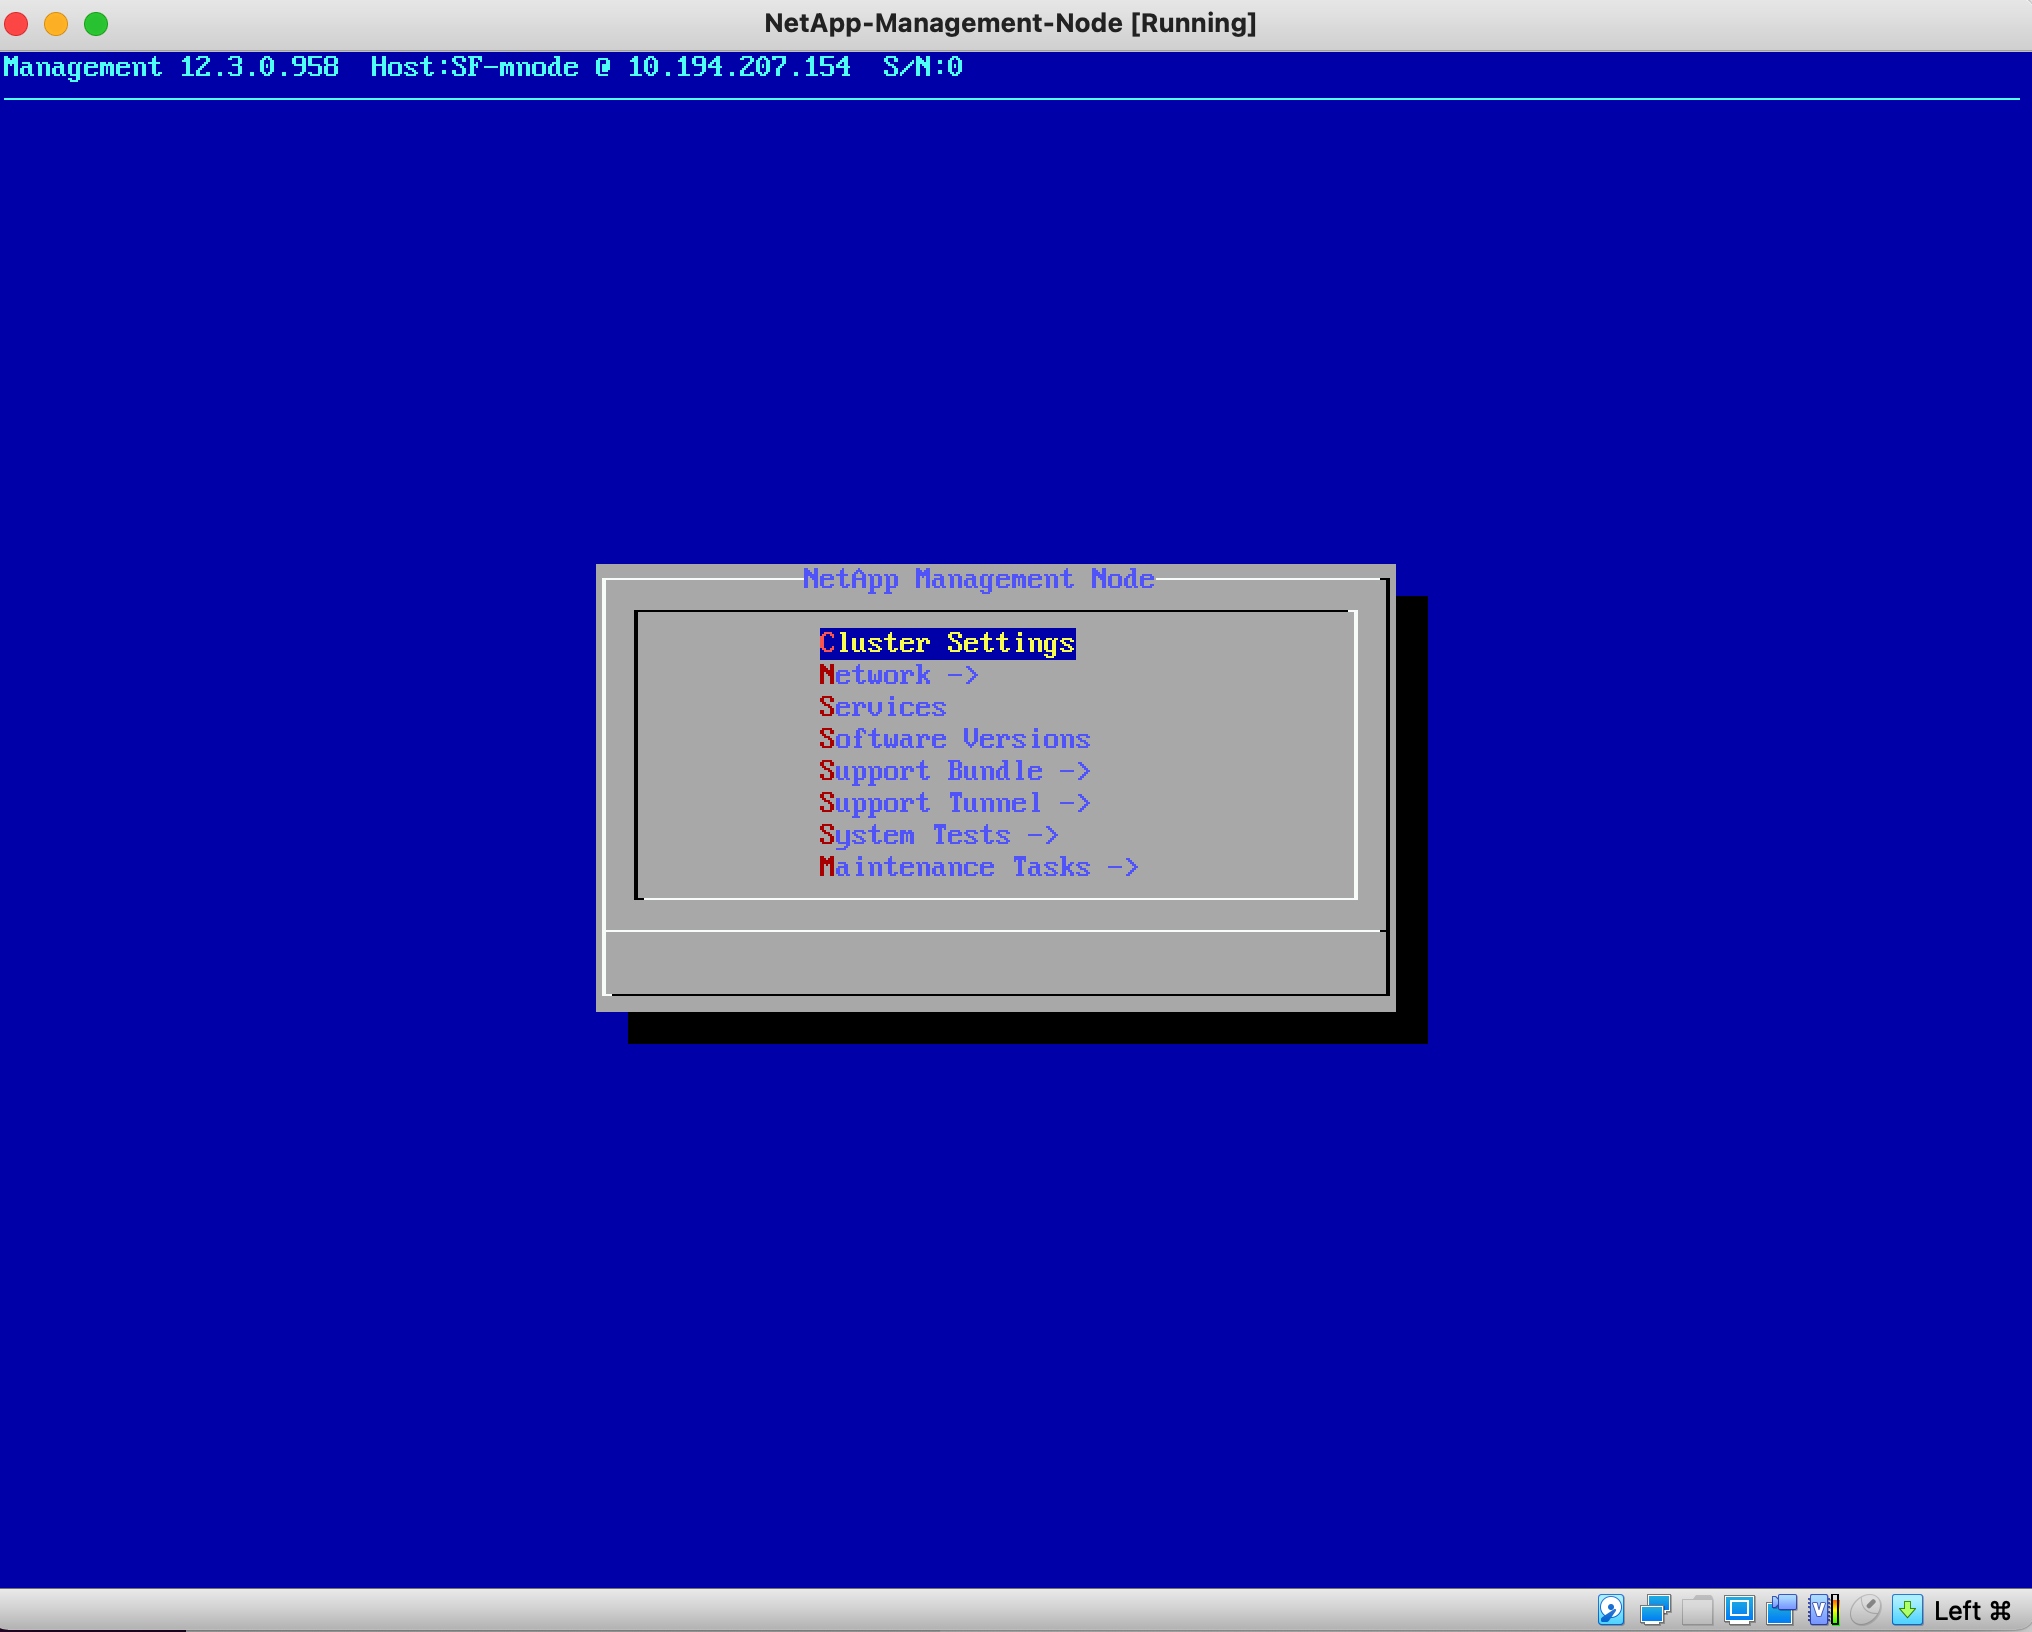 NetApp-Management-Node [Running]
Management 12.3.0.958 Host:SF-mnode @ 10.194.207.154 S/N:0
NetApp Management Node
Cluster Settings
Network ->
Services
Software Versions
Support Bundle ->
Support Tunnel ->
System Tests ->
Maintenance Tasks ->
Left ⌘